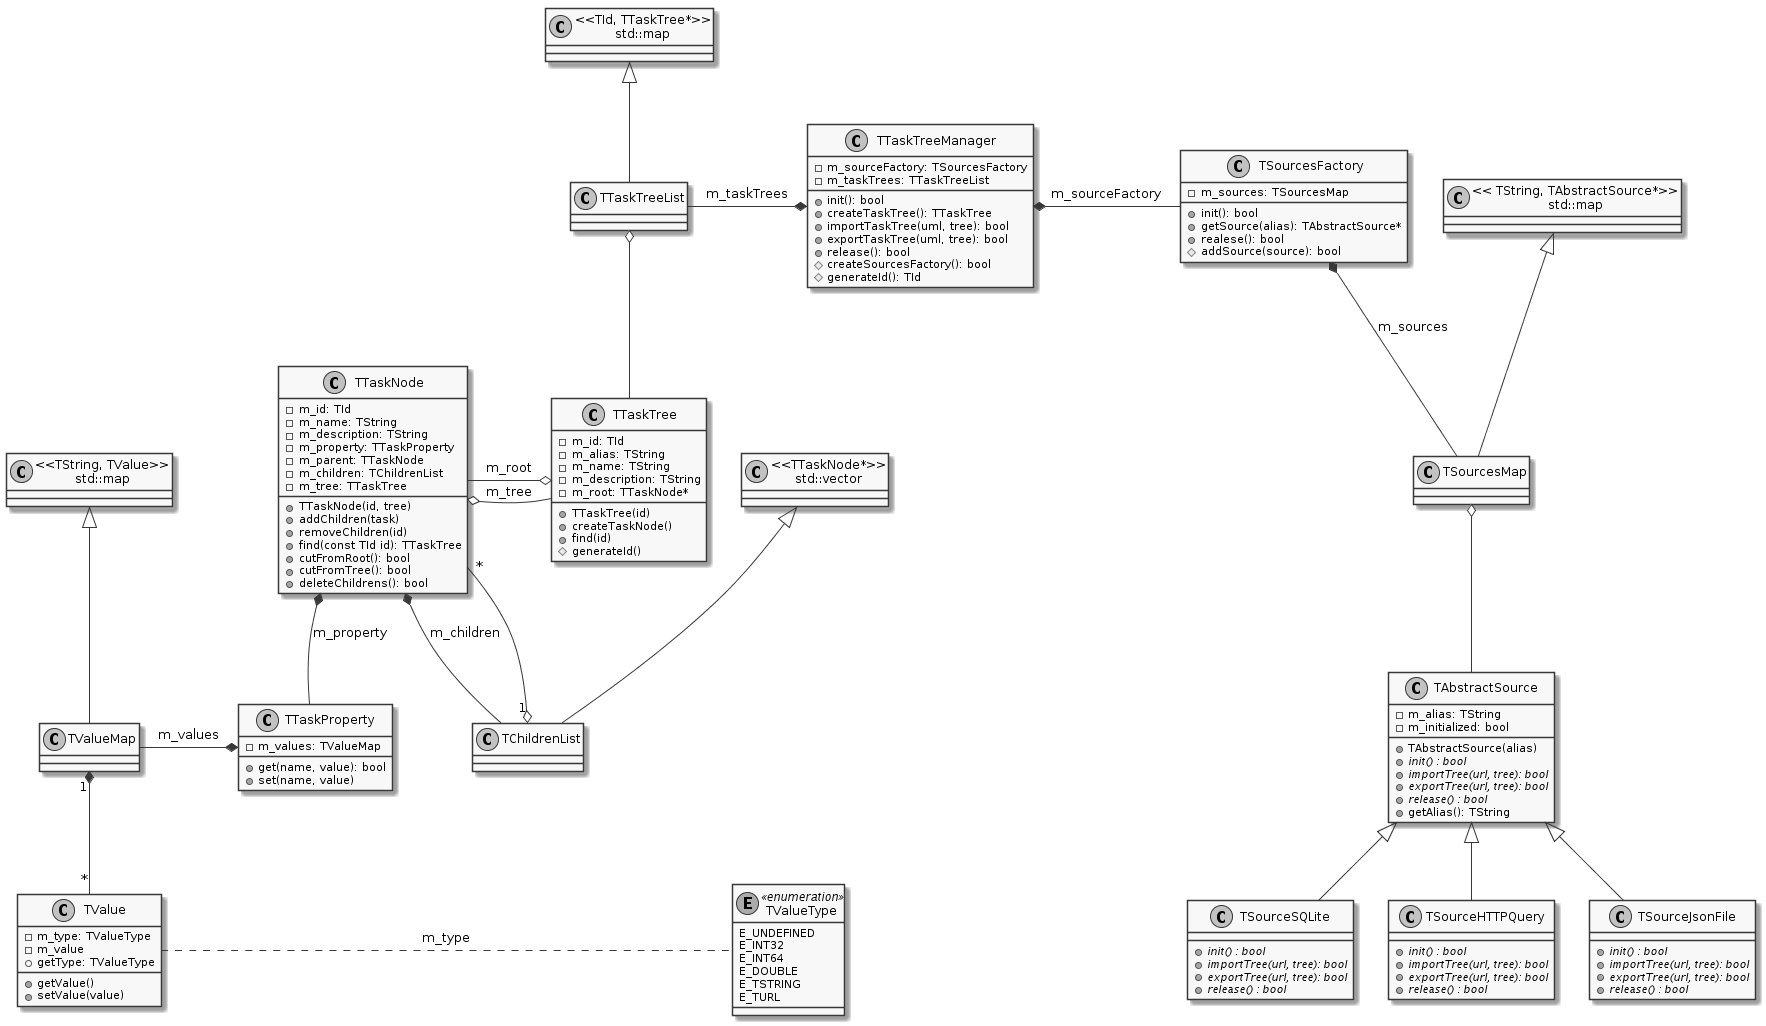 C <<TId, TTaskTree*>>
std::map
C TTaskTreeManager
m_sourceFactory: TSourcesFactory
m_taskTrees: TTaskTreeList
init(): bool
createTaskTree(): TTaskTree
importTaskTree(uml, tree): bool
exportTaskTree(uml, tree): bool
release(): bool
createSourcesFactory(): bool
generateId(): TId
C TSourcesFactory
m_sources: TSourcesMap
init(): bool
getSource(alias): TAbstractSource*
realese(): bool
addSource(source): bool
C << TString, TAbstractSource*>>
std::map
C TTaskTreeList
m_taskTrees
m_sourceFactory
m_sources
C TTaskNode
m_id: TId
m_name: TString
m_description: TString
m_property: TTaskProperty
m_parent: TTaskNode
m_children: TChildrenList
m_tree: TTaskTree
TTaskNode(id, tree)
addChildren(task)
removeChildren(id)
find(const TId id): TTaskTree
cutFromRoot(): bool
cutFromTree(): bool
deleteChildrens(): bool
m_root
m_tree
C TTaskTree
m_id: TId
m_alias: TString
m_name: TString
m_description: TString
m_root: TTaskNode*
TTaskTree(id)
createTaskNode()
find(id)
generateId()
C <<TString, TValue>>
std::map
C <<TTaskNode*>>
std::vector
C TSourcesMap
*
m_property
m_children
1
C TValueMap
m_values
C TTaskProperty
m_values: TValueMap
get(name, value): bool
set(name, value)
C TChildrenList
C TAbstractSource
m_alias: TString
m_initialized: bool
TAbstractSource(alias)
init() : bool
importTree(url, tree): bool
exportTree(url, tree): bool
release() : bool
getAlias(): TString
1
*
C TValue
m_type: TValueType
m_value
getType: TValueType
getValue()
setValue(value)
m_type
E «enumeration»
TValueType
E_UNDEFINED
E_INT32
E_INT64
E_DOUBLE
E_TSTRING
E_TURL
C TSourceSQLite
init() : bool
importTree(url, tree): bool
exportTree(url, tree): bool
release() : bool
C TSourceHTTPQuery
init() : bool
importTree(url, tree): bool
exportTree(url, tree): bool
release() : bool
C TSourceJsonFile
init() : bool
importTree(url, tree): bool
exportTree(url, tree): bool
release() : bool